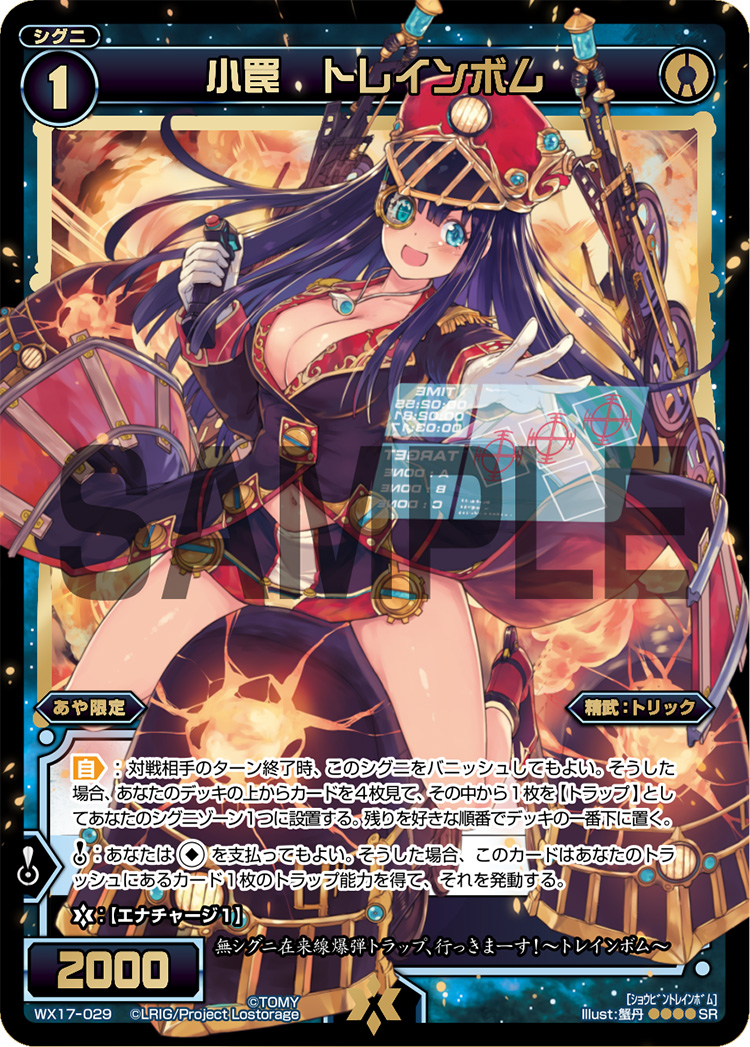 シグニ
1
小罠 トレインボム
TIME
00:02:55
TARGET
A : DONE
B : DONE
C : DONE
SAMPLE
あや限定
精武：トリック
自：対戦相手のターン終了時、このシグニをバニッシュしてもよい。そうした
場合、あなたのデッキの上からカードを４枚見て、その中から１枚を【トラップ】とし
てあなたのシグニゾーン１つに設置する。残りを好きな順番でデッキの一番下に置く。
：あなたは を支払ってもよい。そうした場合、このカードはあなたのトラ
ッシュにあるカード１枚のトラップ能力を得て、それを発動する。
：【エナチャージ１】
無シグニ在来線爆弾トラップ、行っきまーす！～トレインボム～
2000
WX17-029
©TOMY
©LRIG/Project Lostorage
[ｼｮｳﾋﾞﾝﾄﾚｲﾝﾎﾞﾑ]
Illust:蟹丹
SR